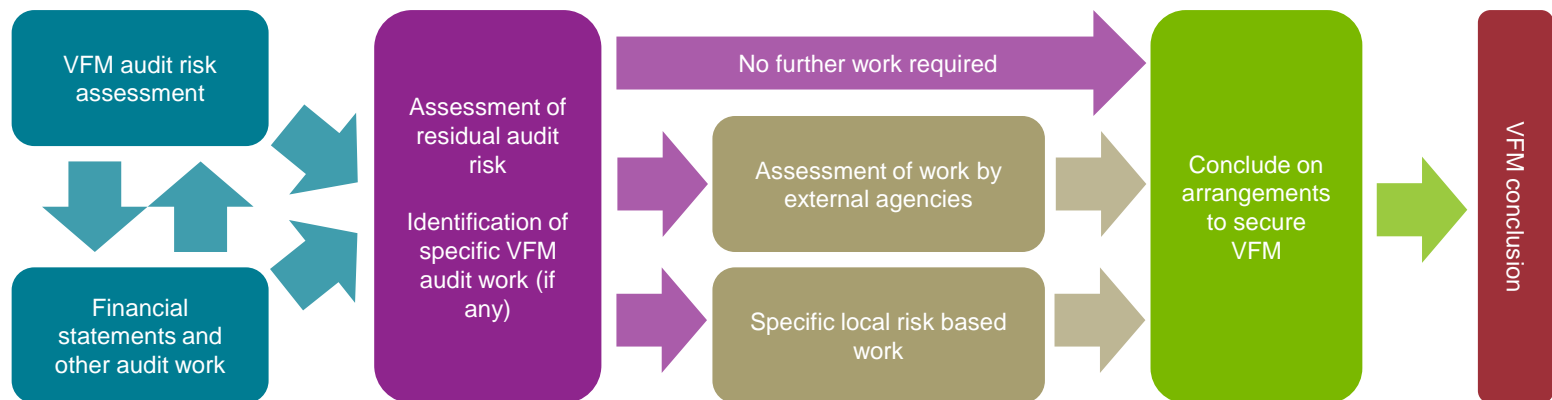 VFM audit risk
assessment
Financial
statements and
other audit work
Assessment of
residual audit
risk
Identification of
specific VFM
audit work (if
any)
No further work required
Assessment of work by
external agencies
Specific local risk based
work
Conclude on
arrangements
to secure
VFM
VFM conclusion